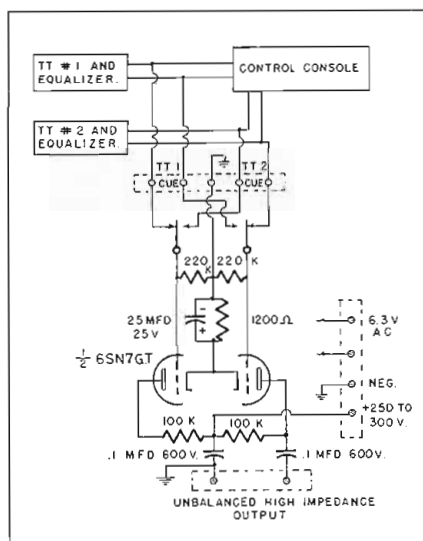 TT # 1 AND
EQUALIZER.
CONTROL CONSOLE
TT # 2 AND
EQUALIZER.
TT 1
TT 2
CUE
CUE
220 K
220 K
25 MFD
25 V
1200 Ω
6.3 V
A C
1/2 6SN7GT
NEG.
+250 TO
300 V.
100 K
100 K
.1 MFD 600V.
.1 MFD 600V.
UNBALANCED HIGH IMPEDANCE
OUTPUT